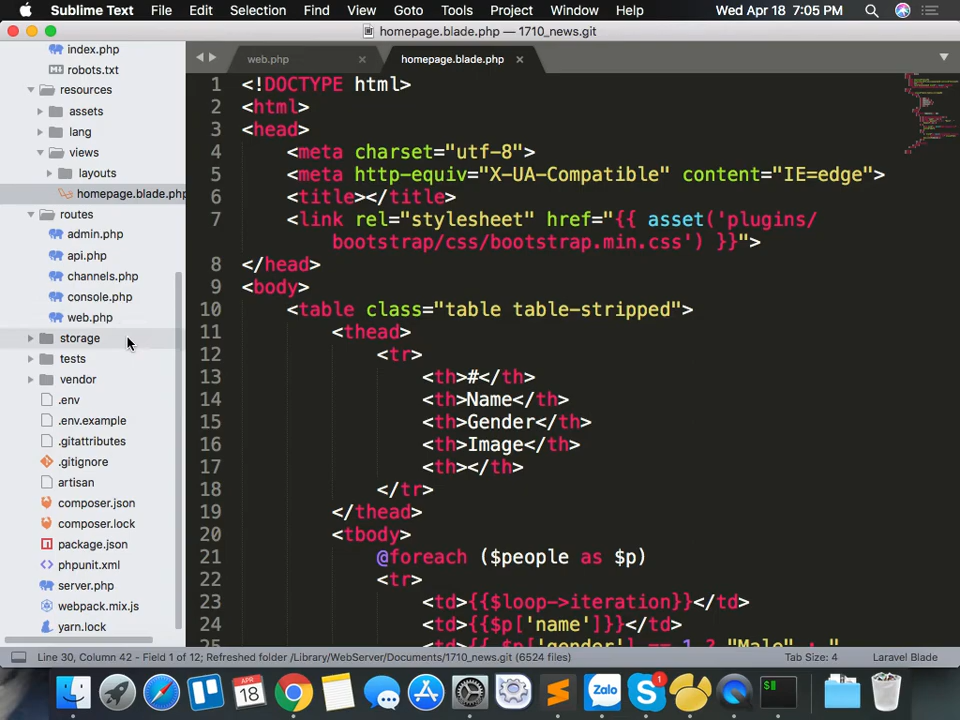 Sublime Text File Edit Selection Find View Goto Tools Project Window Help Wed Apr 18 7:05 PM
homepage.blade.php — 1710_news.git
index.php
robots.txt
resources
assets
lang
views
layouts
homepage.blade.php
routes
admin.php
api.php
channels.php
console.php
web.php
storage
tests
vendor
.env
.env.example
.gitattributes
.gitignore
artisan
composer.json
composer.lock
package.json
phpunit.xml
server.php
webpack.mix.js
yarn.lock
web.php × homepage.blade.php ×
1 <!DOCTYPE html>
2 <html>
3 <head>
4 <meta charset="utf-8">
5 <meta http-equiv="X-UA-Compatible" content="IE=edge">
6 <title></title>
7 <link rel="stylesheet" href="{{ asset('plugins/
bootstrap/css/bootstrap.min.css') }}">
8 </head>
9 <body>
10 <table class="table table-stripped">
11 <thead>
12 <tr>
13 <th>#</th>
14 <th>Name</th>
15 <th>Gender</th>
16 <th>Image</th>
17 <th></th>
18 </tr>
19 </thead>
20 <tbody>
21 @foreach ($people as $p)
22 <tr>
23 <td>{{$loop->iteration}}</td>
24 <td>{{$p['name']}}</td>
25 <td>{{ $p['gender'] == 1 ? "Male" :
Line 30, Column 42 - Field 1 of 12; Refreshed folder /Library/WebServer/Documents/1710_news.git (6524 files) Tab Size: 4 Laravel Blade
APR
18
Zalo
1